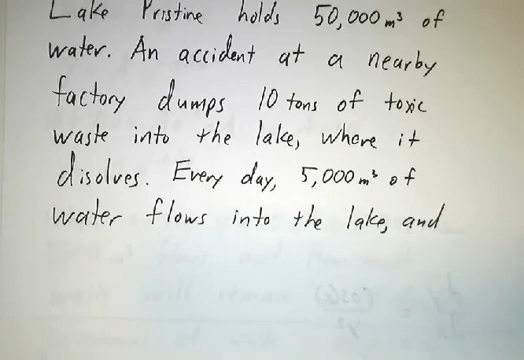 Lake Pristine holds 50,000 m³ of
water. An accident at a nearby
factory dumps 10 tons of toxic
waste into the lake, where it
disolves. Every day, 5,000 m³ of
water flows into the lake, and